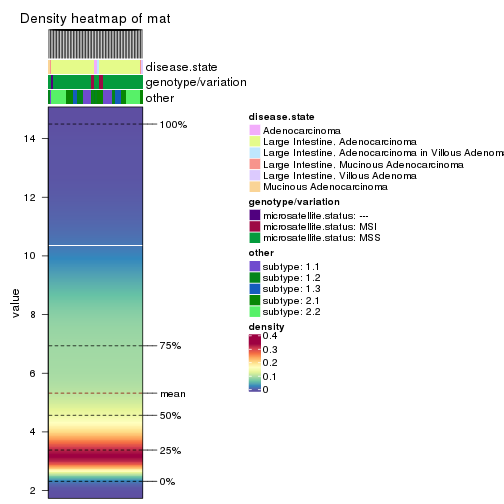 Density heatmap of mat
disease.state
genotype/variation
other
value
14
12
10
8
6
4
2
100%
75%
mean
50%
25%
0%
disease.state
Adenocarcinoma
Large Intestine. Adenocarcinoma
Large Intestine. Adenocarcinoma in Villous Adenom
Large Intestine. Mucinous Adenocarcinoma
Large Intestine. Villous Adenoma
Mucinous Adenocarcinoma
genotype/variation
microsatellite.status: ---
microsatellite.status: MSI
microsatellite.status: MSS
other
subtype: 1.1
subtype: 1.2
subtype: 1.3
subtype: 2.1
subtype: 2.2
density
0.4
0.3
0.2
0.1
0